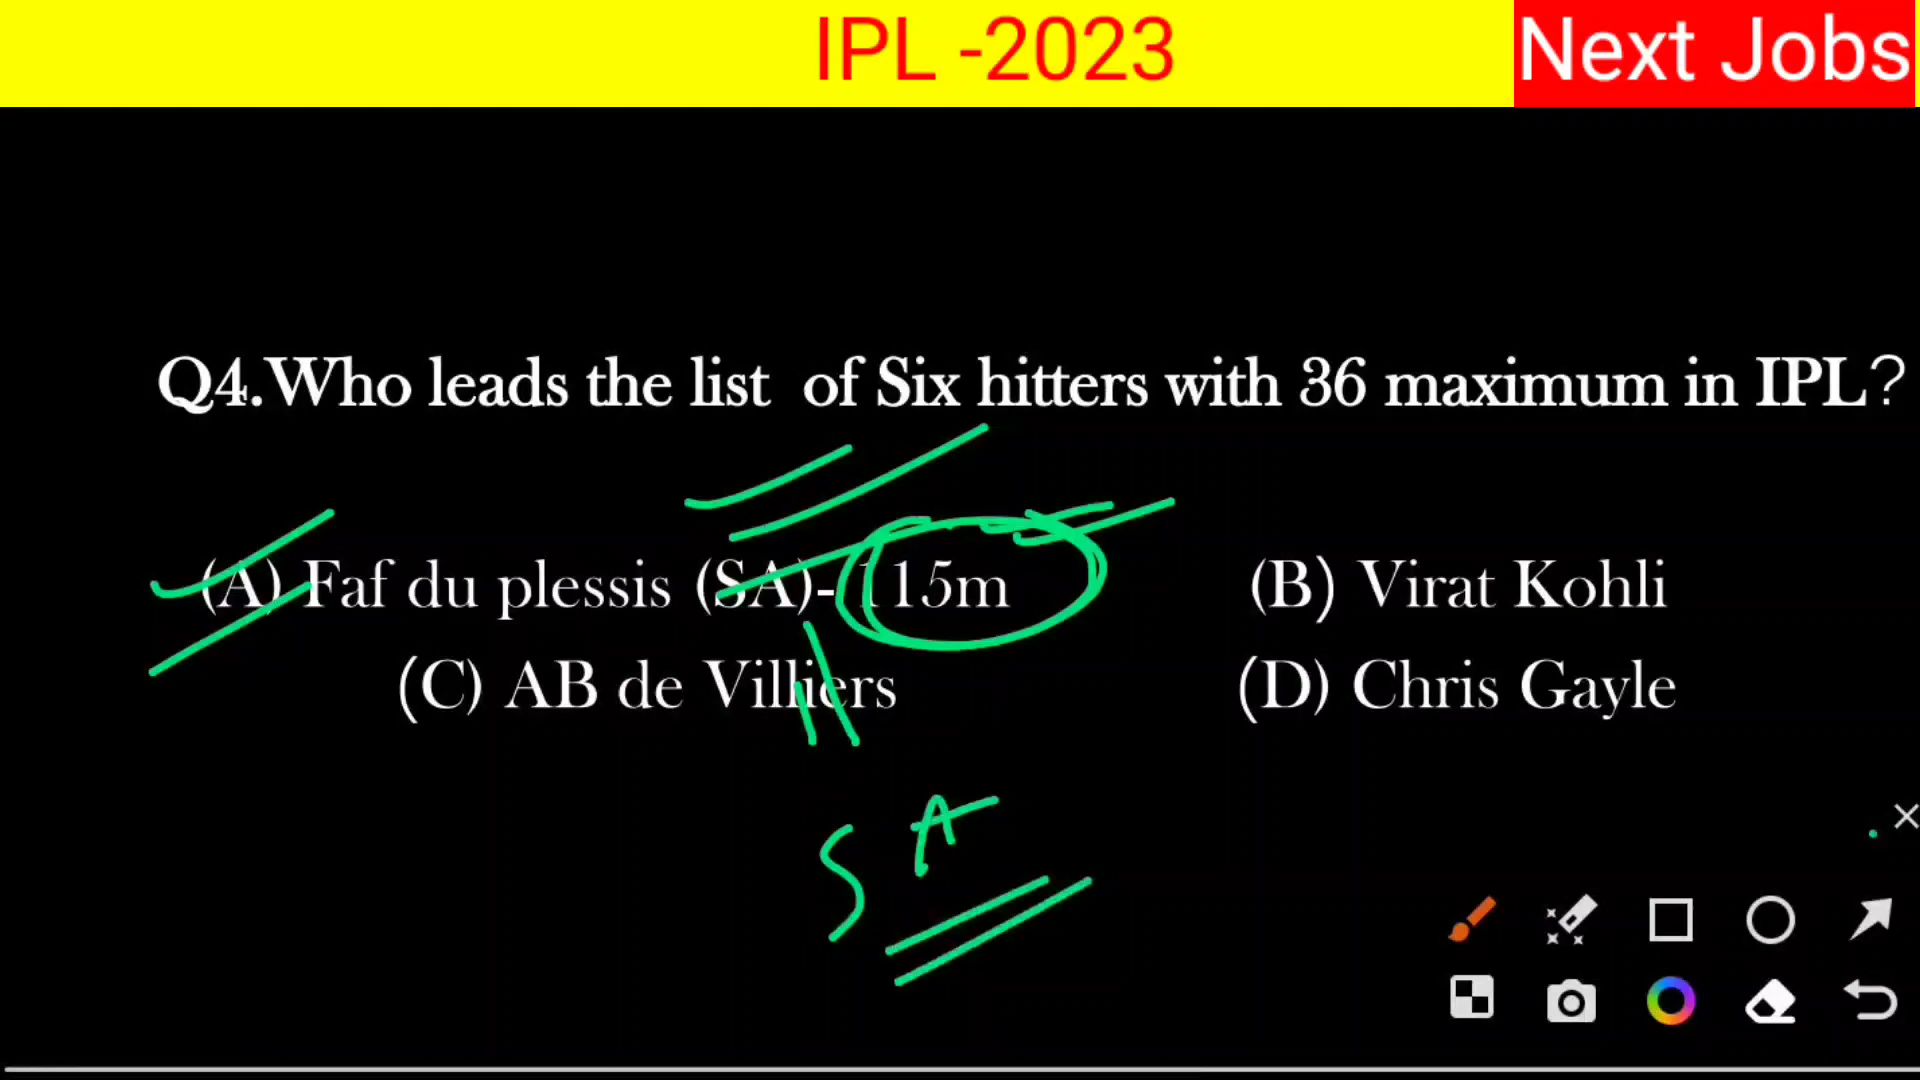 IPL -2023
Next Jobs
Q4.Who leads the list of Six hitters with 36 maximum in IPL?
(A) Faf du plessis (SA)- 115m (B) Virat Kohli
(C) AB de Villiers (D) Chris Gayle
SA